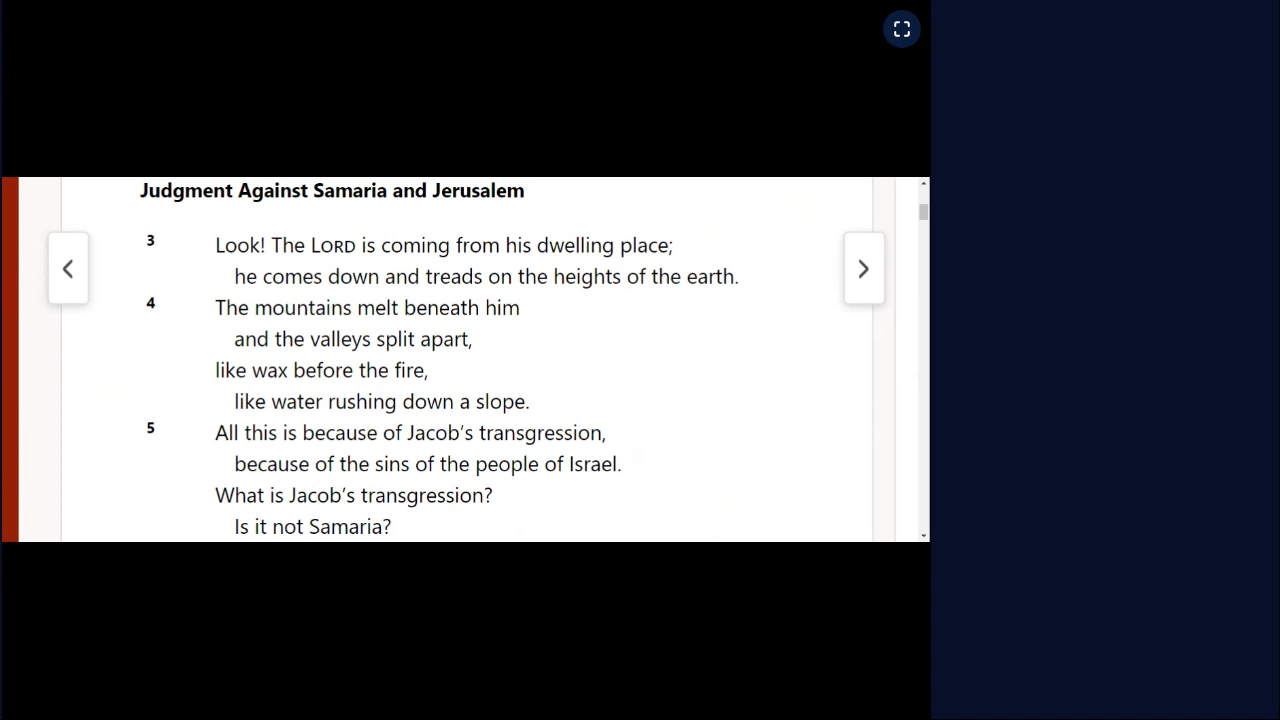 Judgment Against Samaria and Jerusalem
3 Look! The LORD is coming from his dwelling place;
he comes down and treads on the heights of the earth.
4 The mountains melt beneath him
and the valleys split apart,
like wax before the fire,
like water rushing down a slope.
5 All this is because of Jacob’s transgression,
because of the sins of the people of Israel.
What is Jacob’s transgression?
Is it not Samaria?